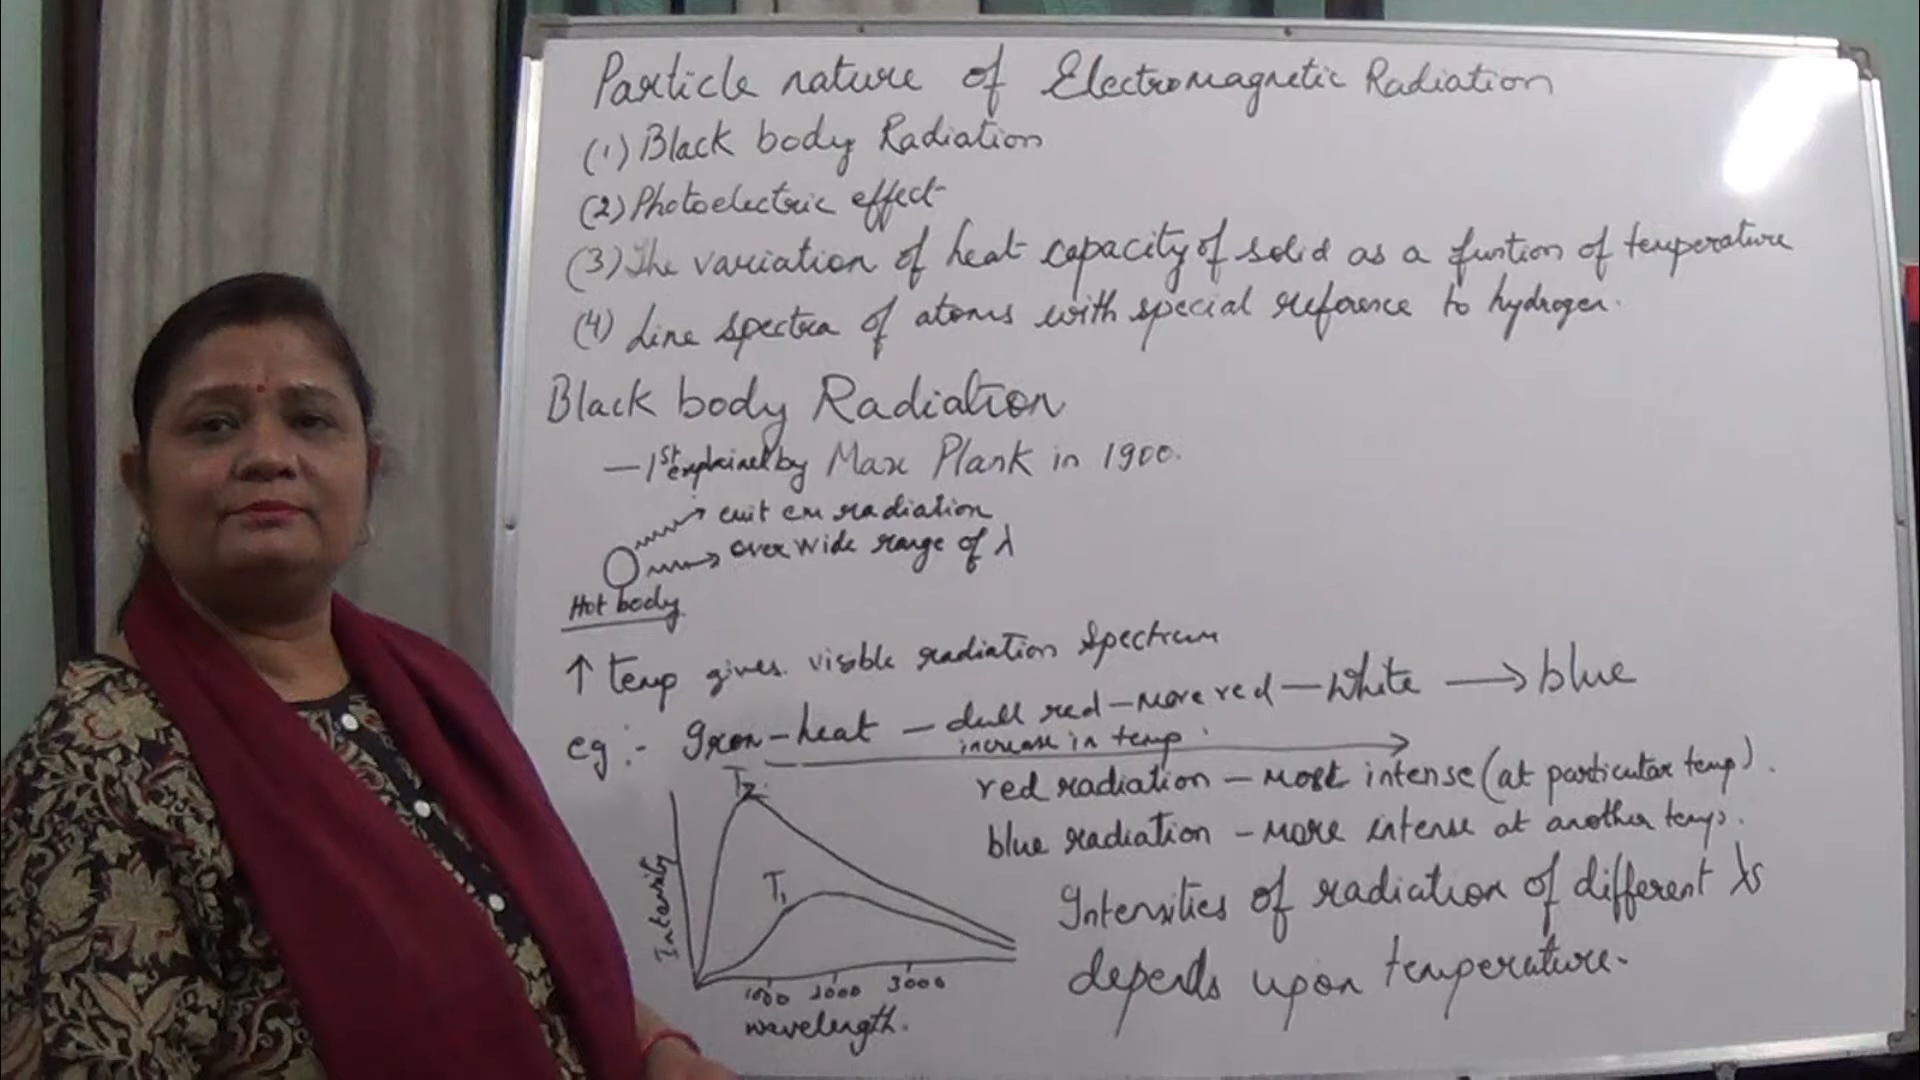 Particle nature of Electromagnetic Radiation
(1) Black body Radiation
(2) Photoelectric effect
(3) The variation of heat capacity of solid as a funtion of temperature
(4) Line spectra of atoms with special reference to hydrogen.
Black body Radiation
— 1st explained by Max Plank in 1900.
emit em radiation
over wide range of λ
Hot body
↑ temp gives visible radiation spectrum
eg :- Iron - heat - dull red - more red - white → blue
increase in temp.
red radiation - most intense (at particular temp).
blue radiation - more intense at another temp.
Intensities of radiation of different λs
depends upon temperature.
T2
T1
Intensity
1000 2000 3000
wavelength.